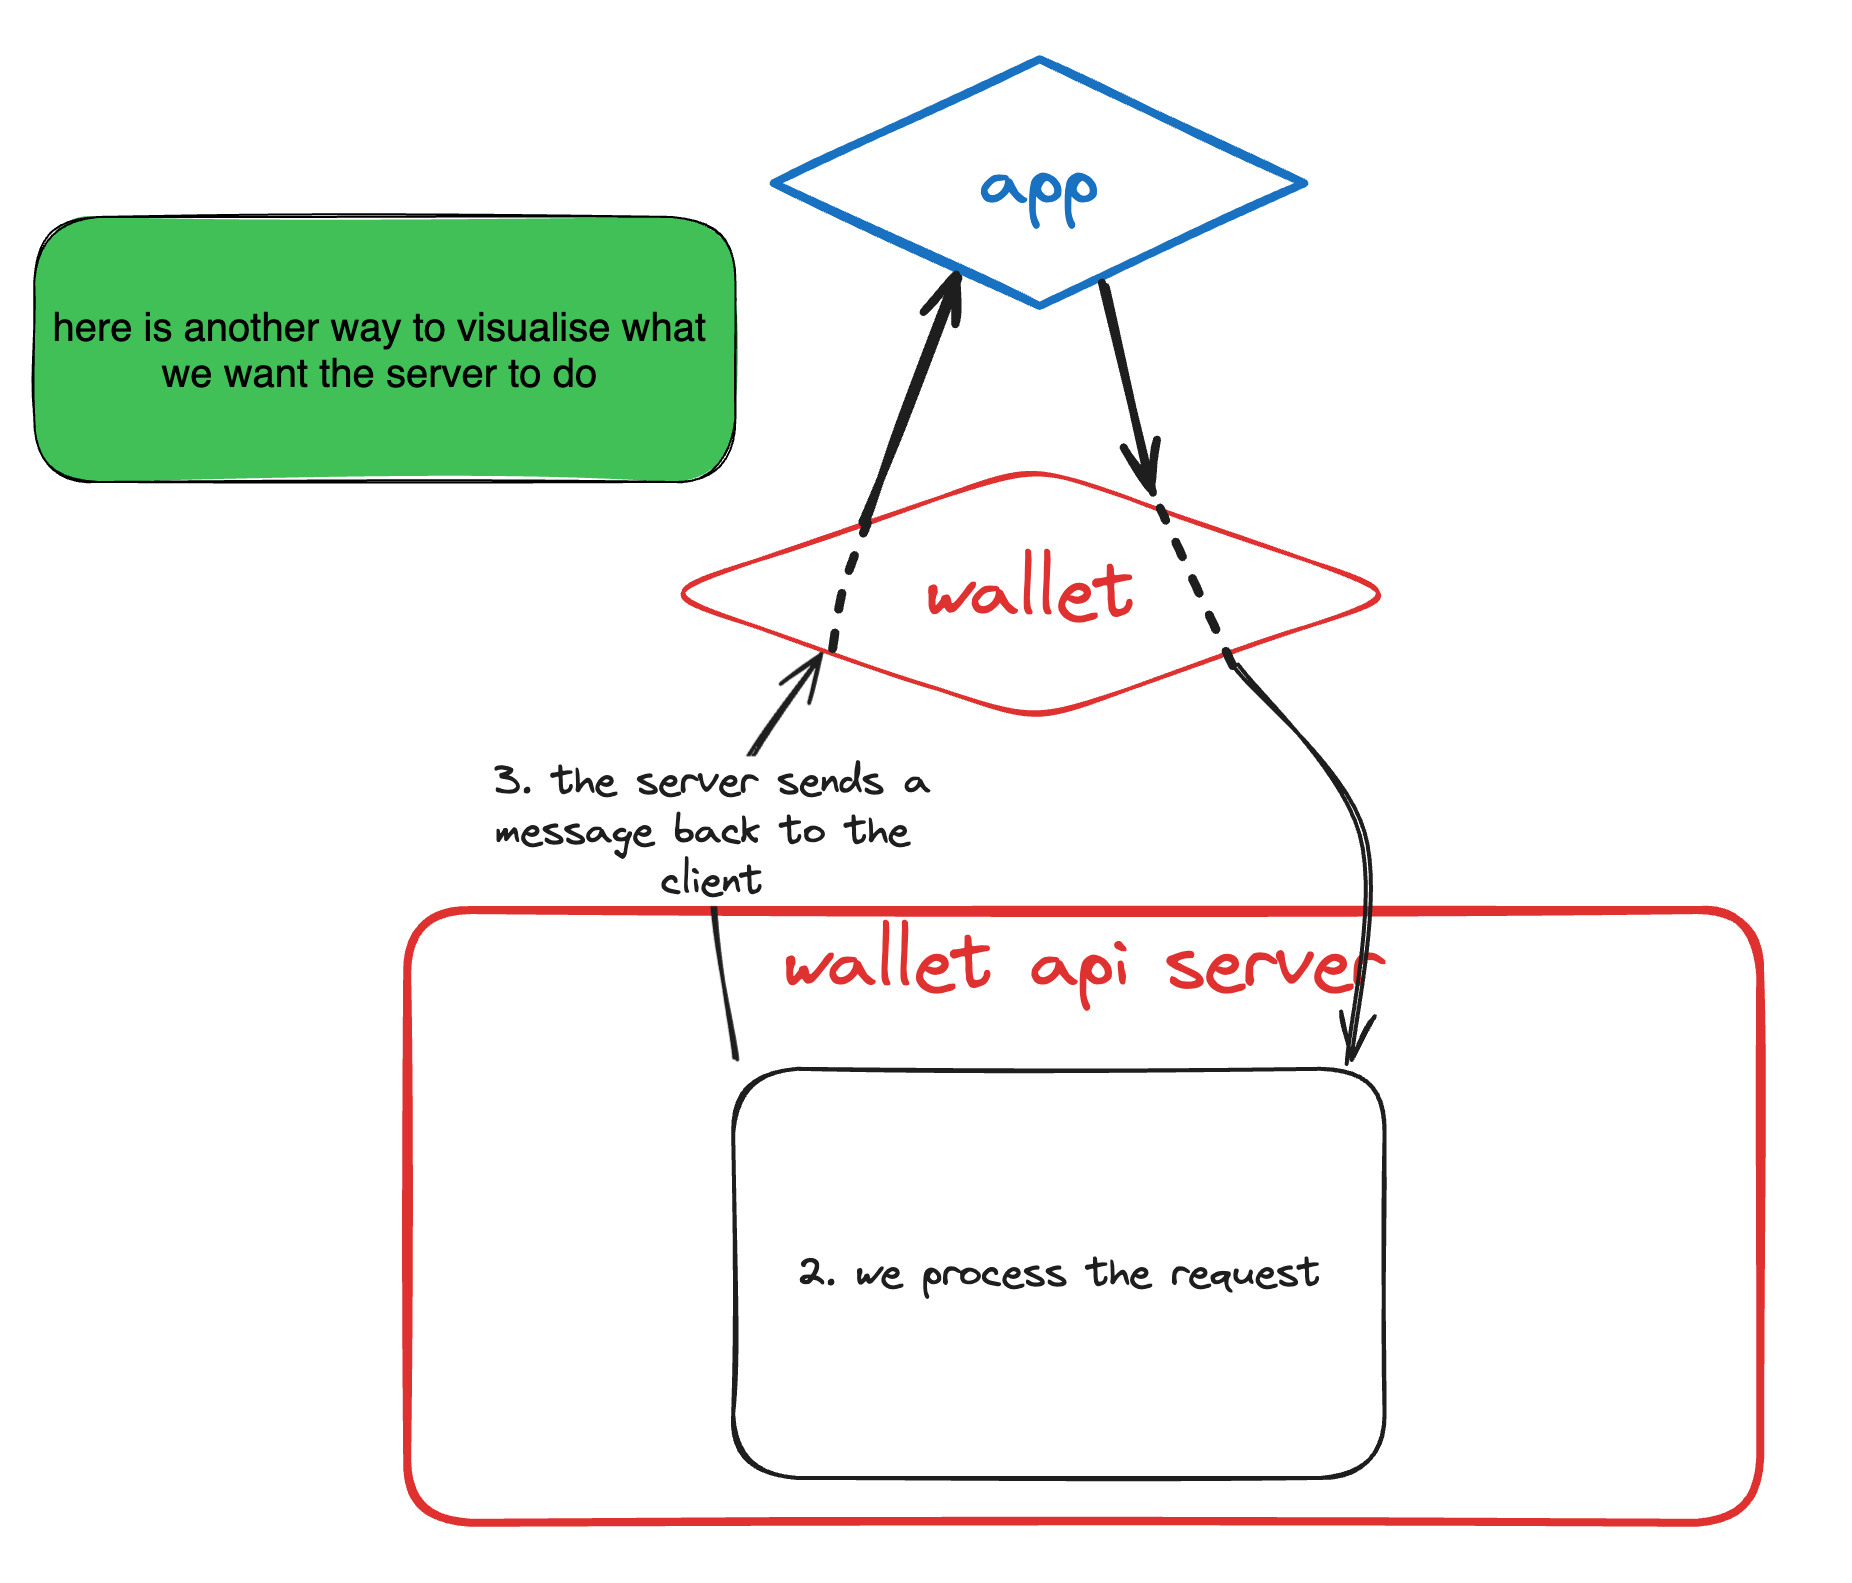 app
here is another way to visualise what
we want the server to do
wallet
3. the server sends a
message back to the
client
wallet api server
2. we process the request